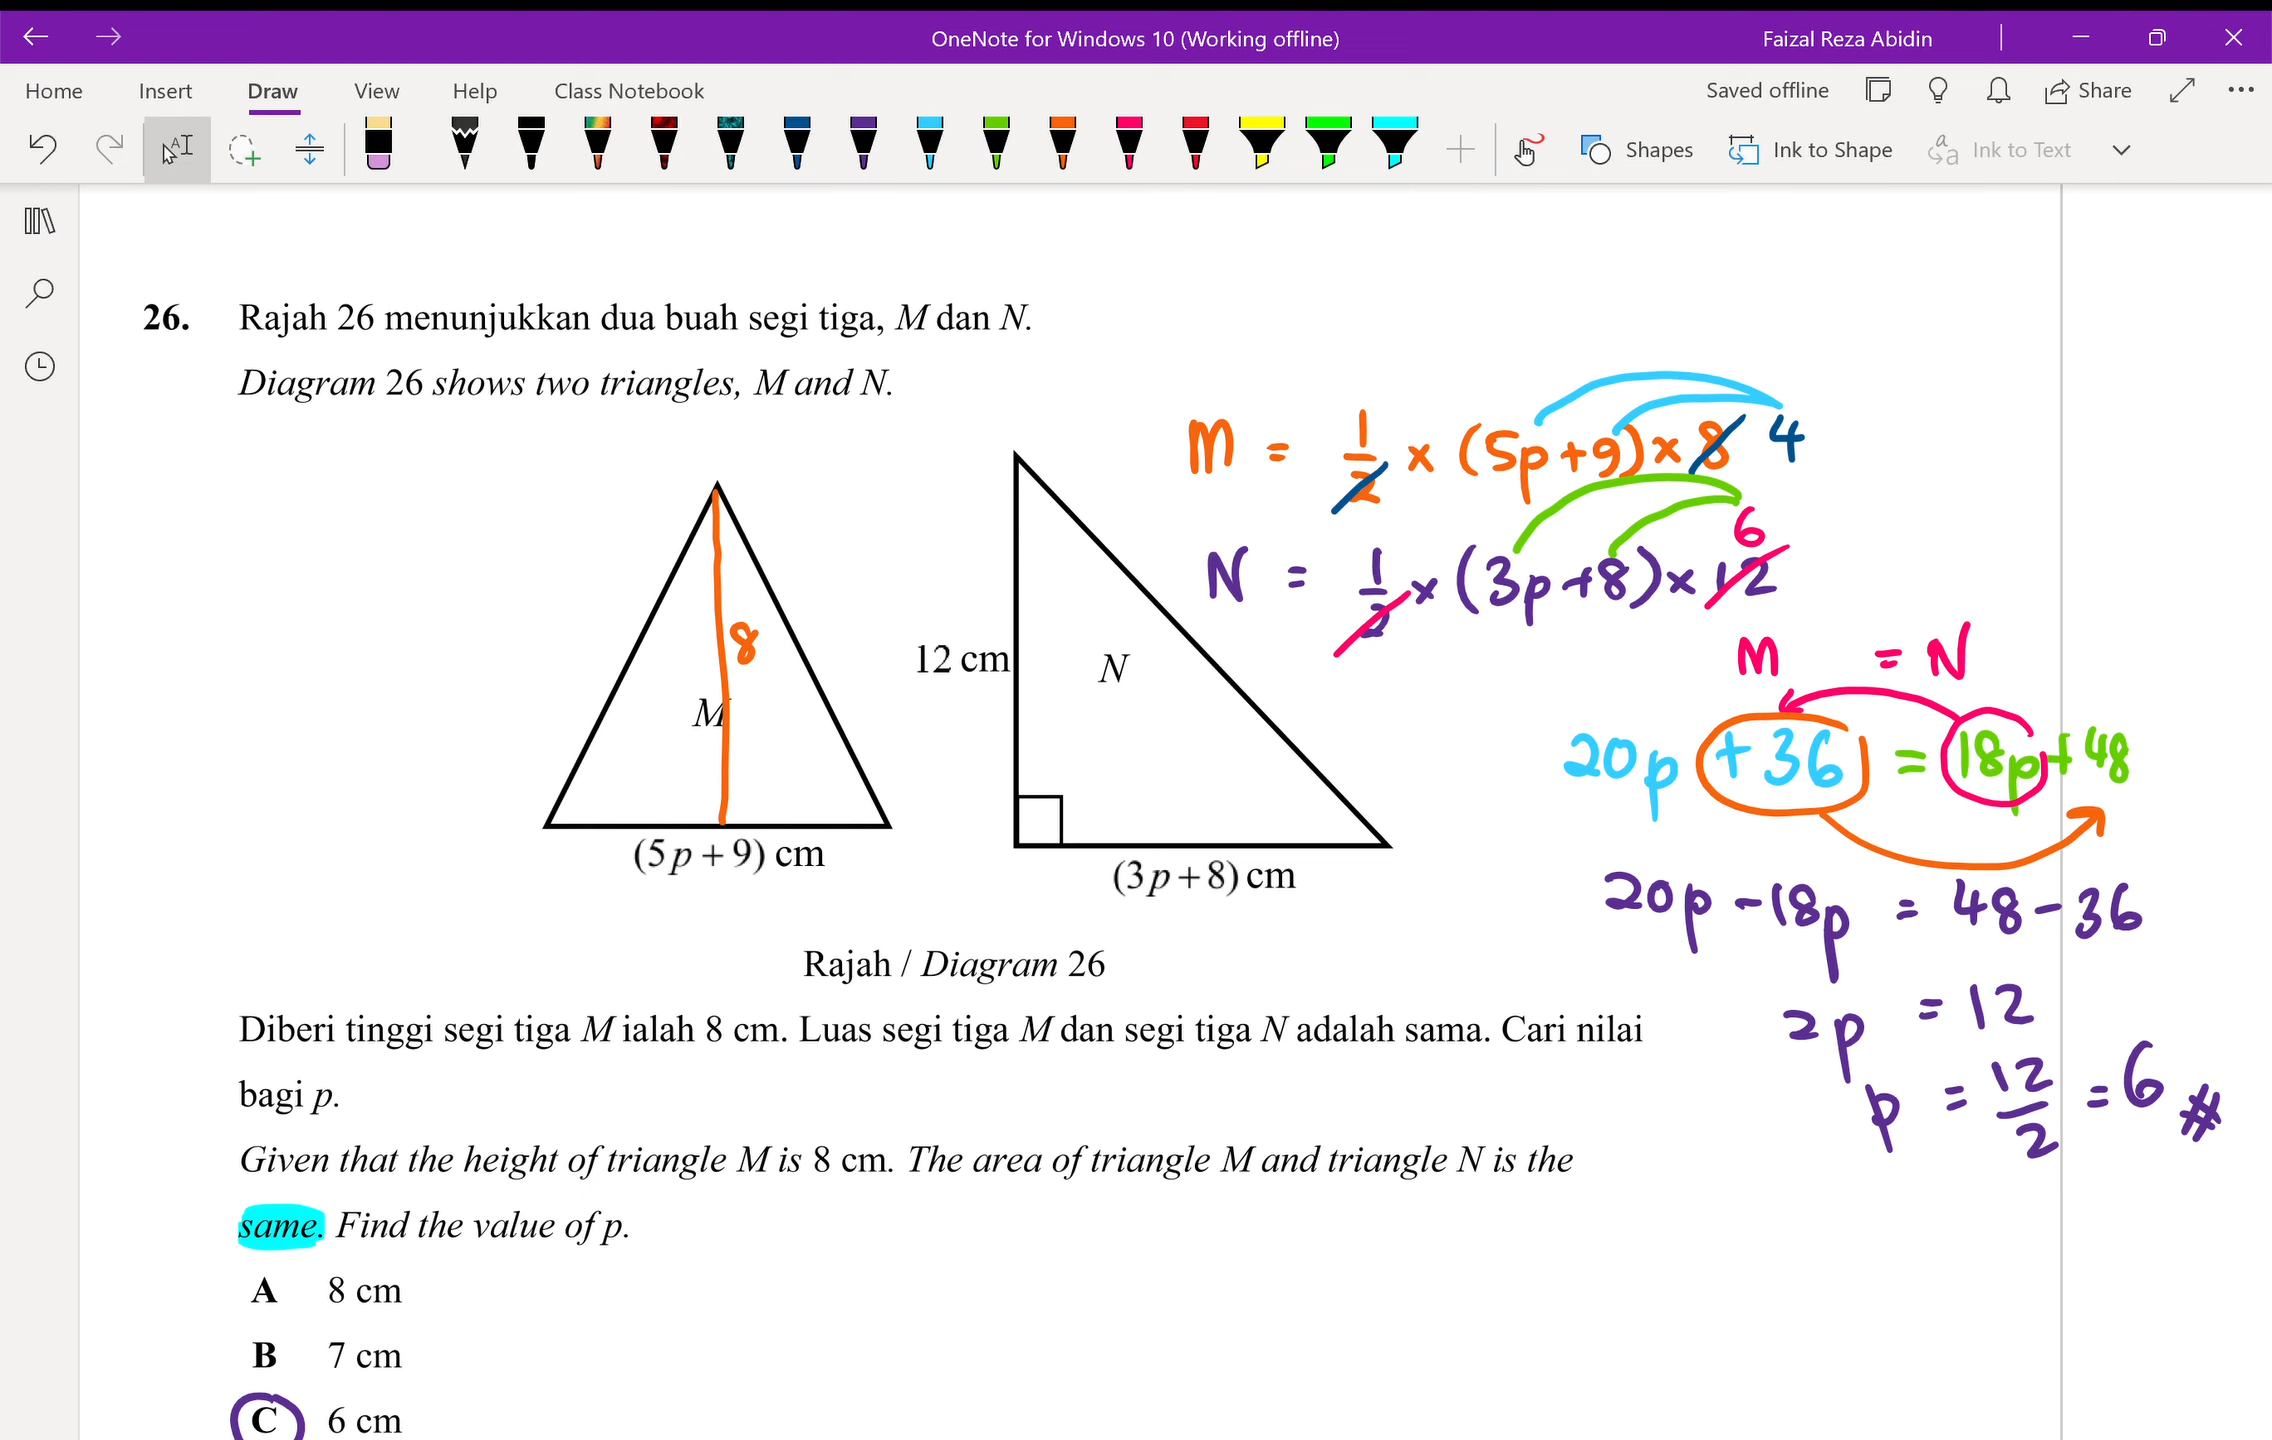 OneNote for Windows 10 (Working offline)
Faizal Reza Abidin
Home Insert Draw View Help Class Notebook
Saved offline Share
Shapes Ink to Shape Ink to Text
26. Rajah 26 menunjukkan dua buah segi tiga, M dan N.
Diagram 26 shows two triangles, M and N.
M = 1/2 × (5p+9) × 8 4
6
N = 1/2 × (3p+8) × 12
8
M
12 cm
N
(5p+9) cm
(3p+8) cm
M = N
20p + 36 = 18p + 48
20p - 18p = 48 - 36
2p = 12
p = 12/2 = 6 #
Rajah / Diagram 26
Diberi tinggi segi tiga M ialah 8 cm. Luas segi tiga M dan segi tiga N adalah sama. Cari nilai
bagi p.
Given that the height of triangle M is 8 cm. The area of triangle M and triangle N is the
same. Find the value of p.
A 8 cm
B 7 cm
C 6 cm